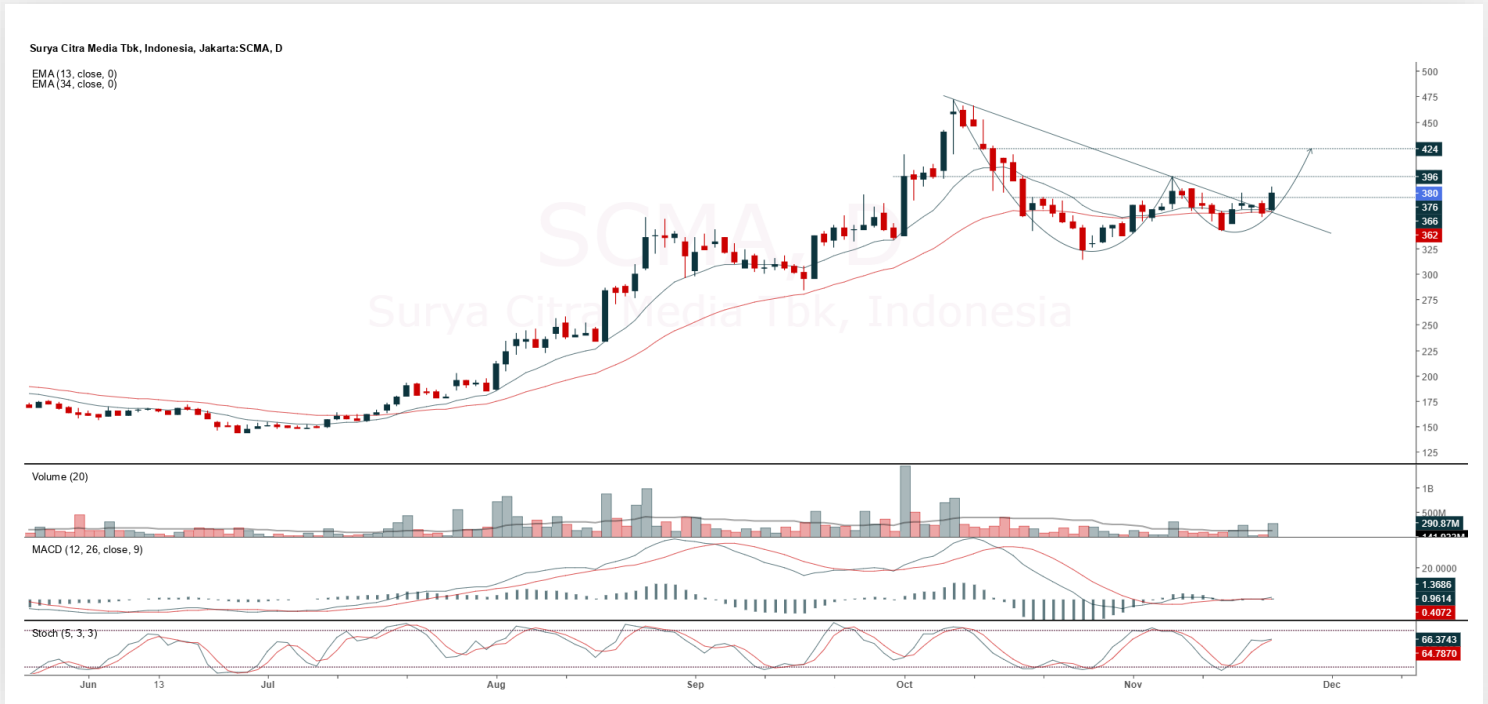 Surya Citra Media Tbk, Indonesia, Jakarta:SCMA, D
EMA (13, close, 0)
EMA (34, close, 0)
SCMA, D
Surya Citra Media Tbk, Indonesia
500
475
450
424
396
380
376
366
362
325
300
275
250
225
200
175
150
125
Volume (20)
1B
500M
290.87M
MACD (12, 26, close, 9)
20.0000
1.3686
0.9614
0.4072
Stoch (5, 3, 3)
66.3743
64.7870
Jun 13 Jul Aug Sep Oct Nov Dec